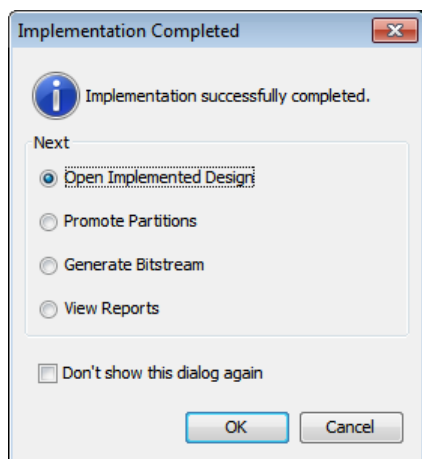 Implementation Completed
Implementation successfully completed.
Next
Open Implemented Design
Promote Partitions
Generate Bitstream
View Reports
Don't show this dialog again
OK
Cancel